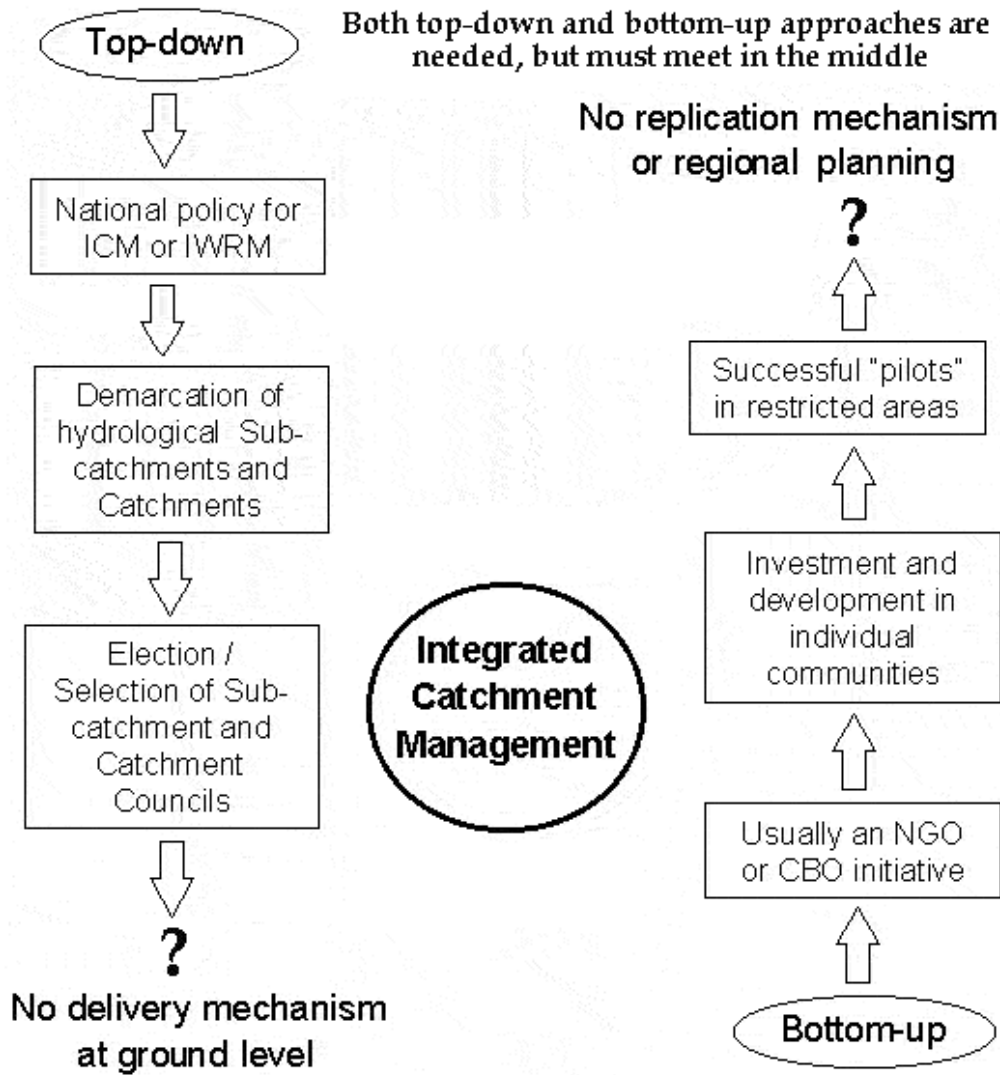 Top-down
Both top-down and bottom-up approaches are
needed, but must meet in the middle
National policy for
ICM or IWRM
Demarcation of
hydrological Sub-
catchments and
Catchments
Election /
Selection of Sub-
catchment and
Catchment
Councils
?
No delivery mechanism
at ground level
Integrated
Catchment
Management
No replication mechanism
or regional planning
?
Successful "pilots"
in restricted areas
Investment and
development in
individual
communities
Usually an NGO
or CBO initiative
Bottom-up